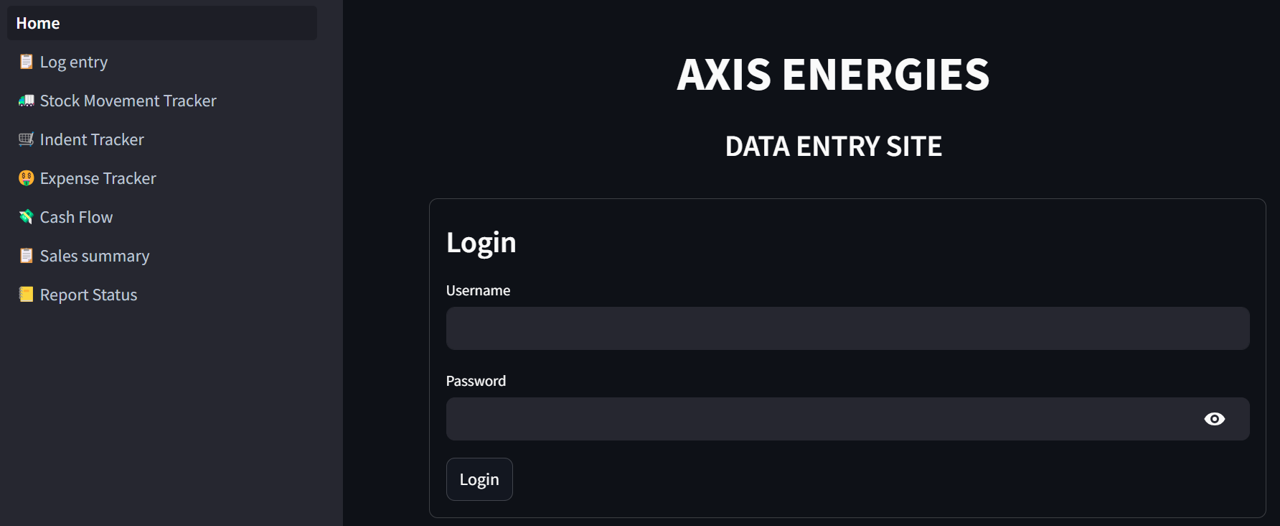 Home
Log entry
Stock Movement Tracker
Indent Tracker
Expense Tracker
Cash Flow
Sales summary
Report Status
AXIS ENERGIES
DATA ENTRY SITE
Login
Username
Password
Login